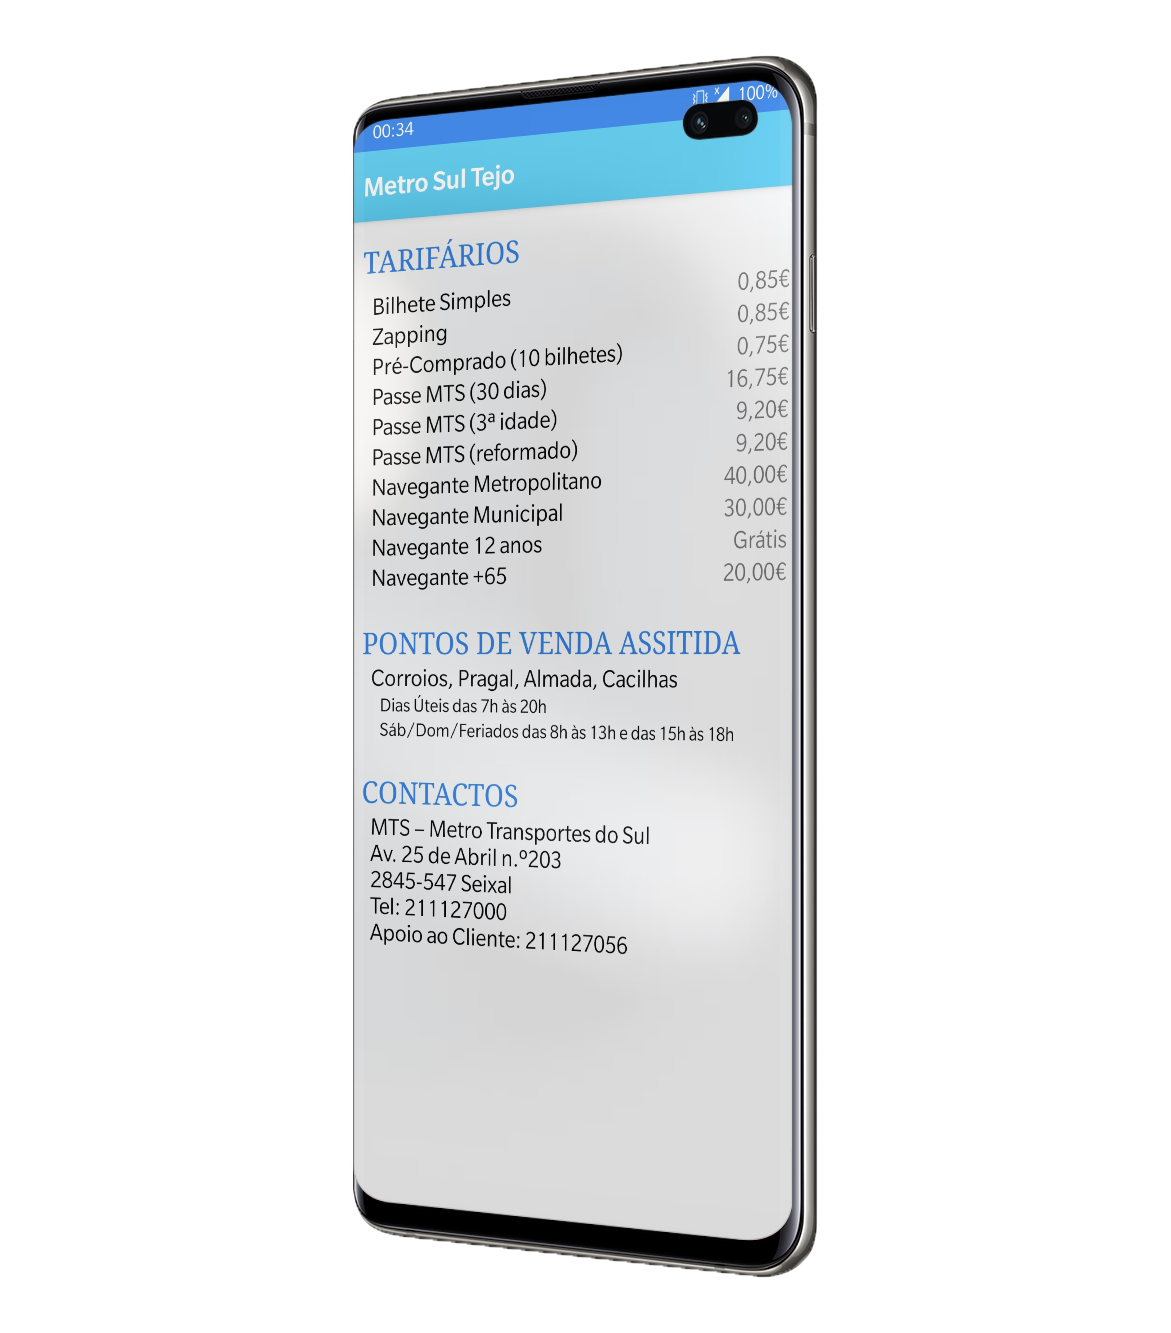 00:34 100%
Metro Sul Tejo
TARIFÁRIOS
Bilhete Simples 0,85€
Zapping 0,85€
Pré-Comprado (10 bilhetes) 0,75€
Passe MTS (30 dias) 16,75€
Passe MTS (3ª idade) 9,20€
Passe MTS (reformado) 9,20€
Navegante Metropolitano 40,00€
Navegante Municipal 30,00€
Navegante 12 anos Grátis
Navegante +65 20,00€
PONTOS DE VENDA ASSITIDA
Corroios, Pragal, Almada, Cacilhas
Dias Úteis das 7h às 20h
Sáb/Dom/Feriados das 8h às 13h e das 15h às 18h
CONTACTOS
MTS – Metro Transportes do Sul
Av. 25 de Abril n.º203
2845-547 Seixal
Tel: 211127000
Apoio ao Cliente: 211127056